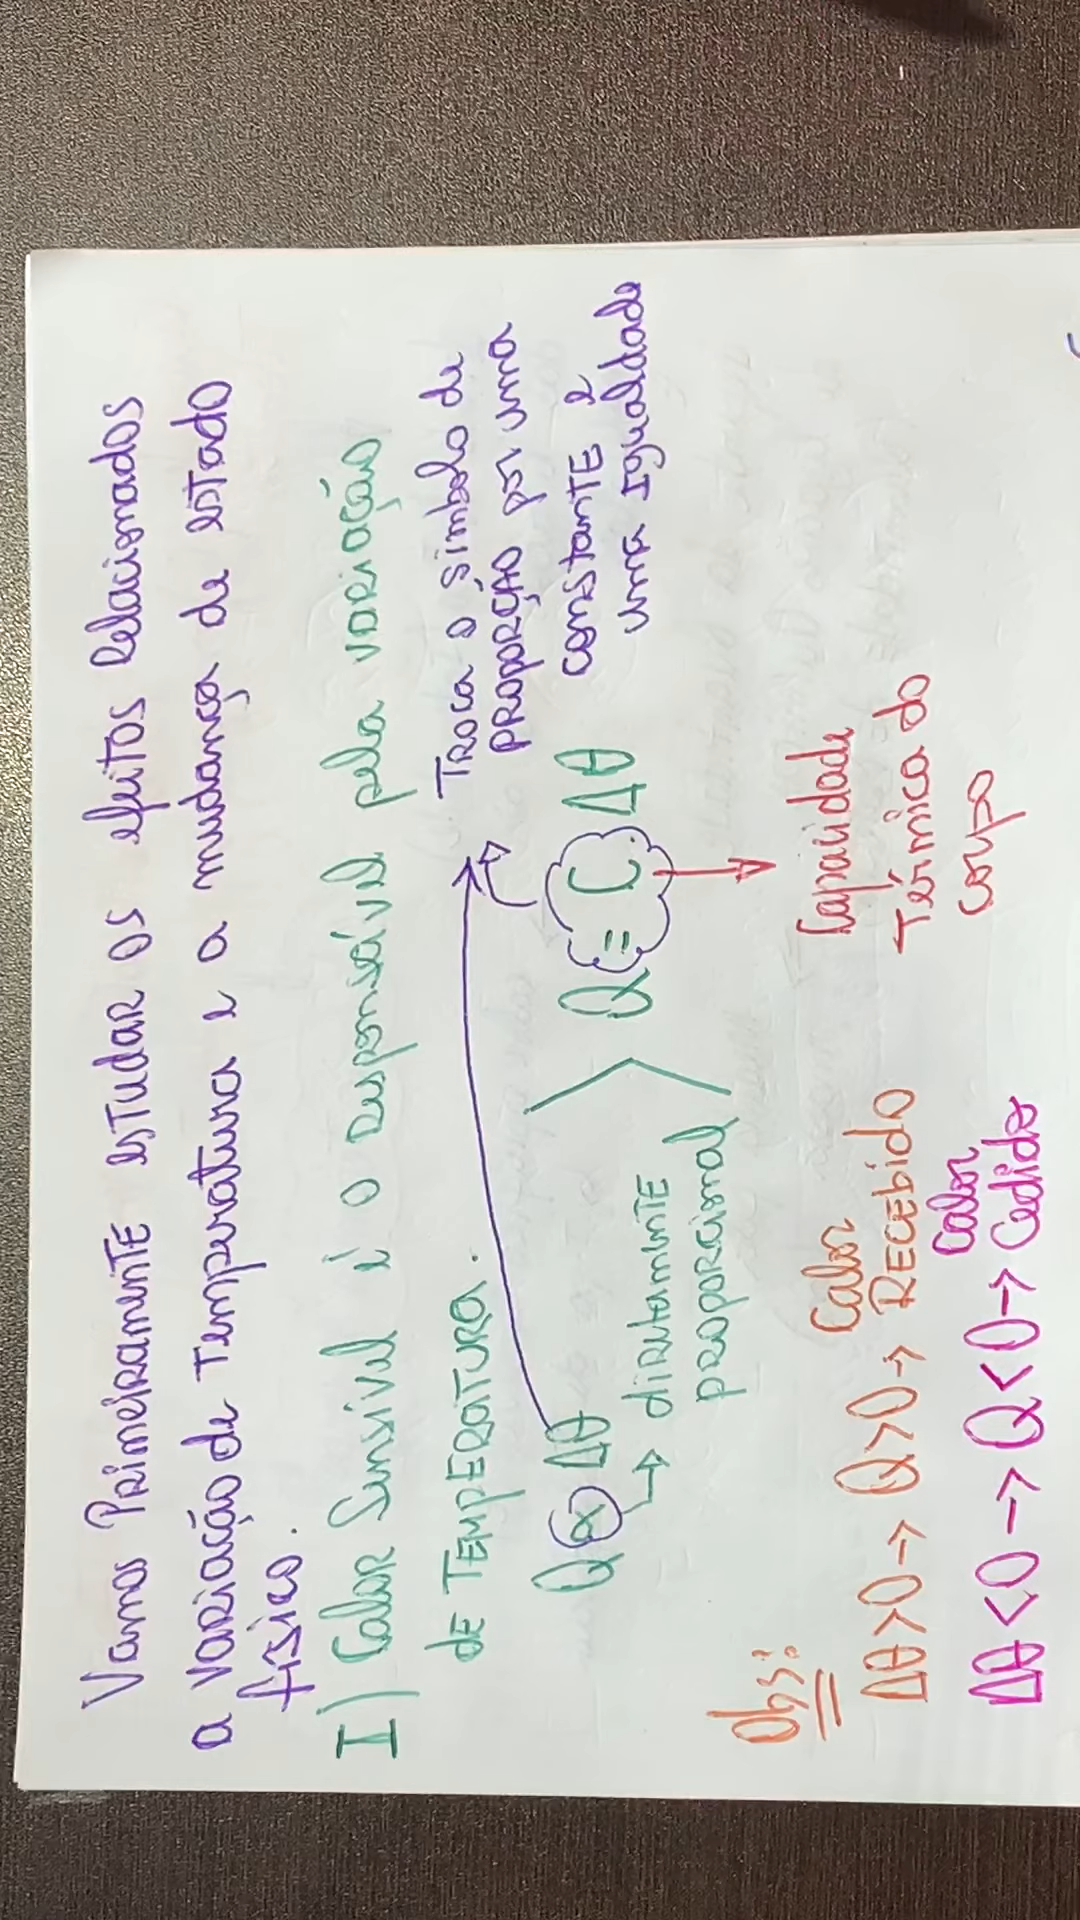 Vamos Primeiramente estudar os efeitos relacionados
a variação de Temperatura e a mudança de estado
físico.
I) Calor Sensível é o responsável pela variação
de TEMPERATURA.
Troca o símbolo de
proporção por uma
constante e
uma igualdade
Q α Δθ
Q = C. Δθ
→ diretamente
proporcional
Capacidade
Térmica do
corpo
Obs:
Δθ > 0 → Q > 0 → Calor
Recebido
Δθ < 0 → Q < 0 → Calor
Cedido